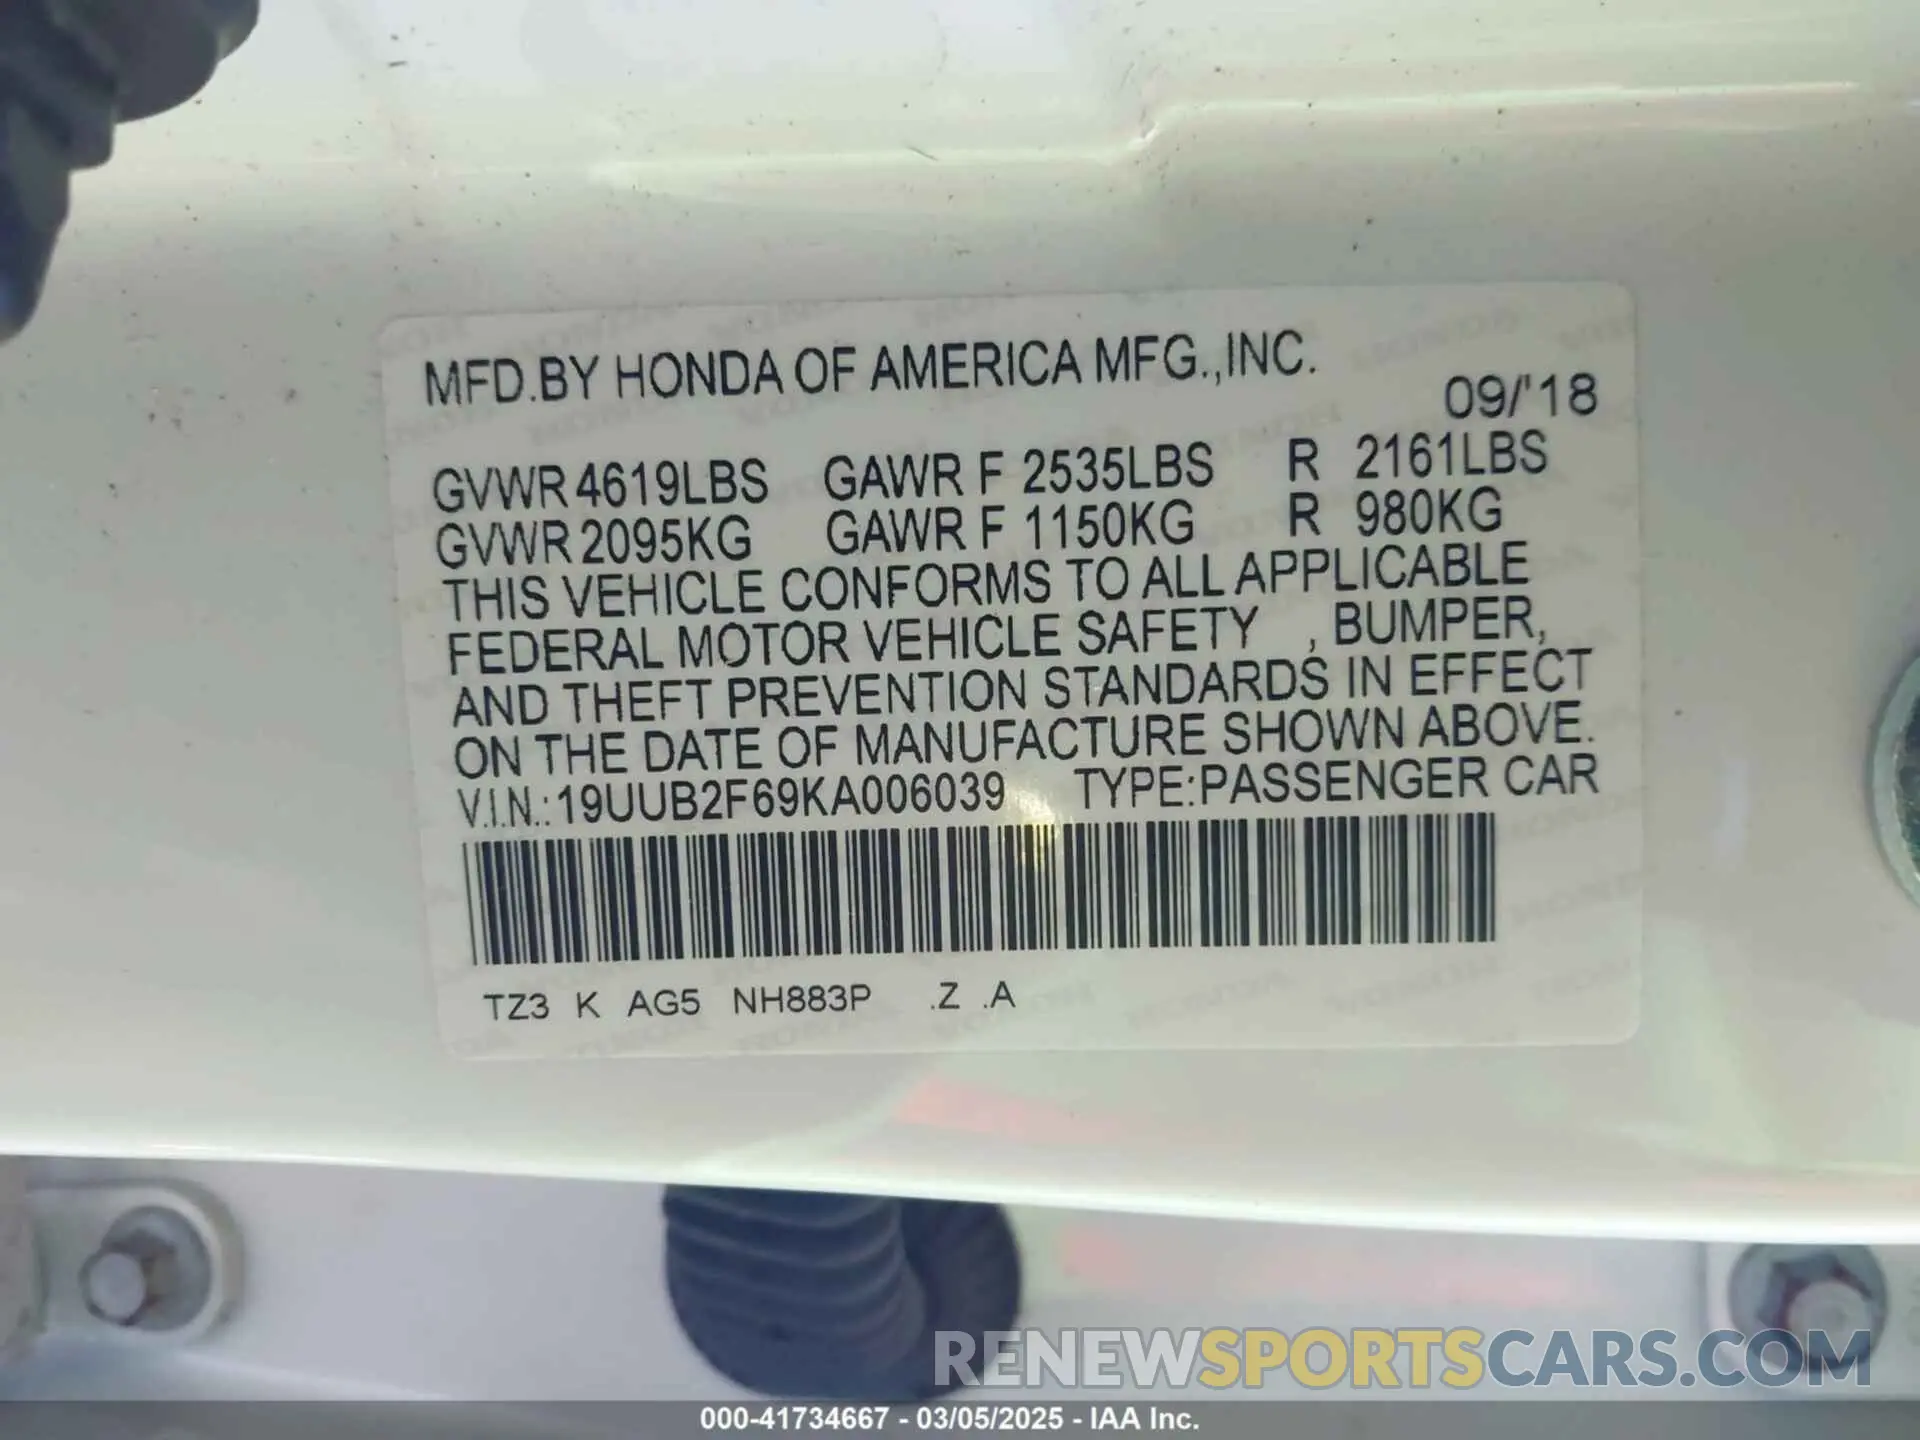 MFD.BY HONDA OF AMERICA MFG.,INC.
09/'18
GVWR 4619LBS GAWR F 2535LBS R 2161LBS
GVWR 2095KG GAWR F 1150KG R 980KG
THIS VEHICLE CONFORMS TO ALL APPLICABLE
FEDERAL MOTOR VEHICLE SAFETY , BUMPER,
AND THEFT PREVENTION STANDARDS IN EFFECT
ON THE DATE OF MANUFACTURE SHOWN ABOVE.
V.I.N.: 19UUB2F69KA006039 TYPE:PASSENGER CAR
TZ3 K AG5 NH883P .Z .A
RENEWSPORTSCARS.COM
000-41734667 - 03/05/2025 - IAA Inc.